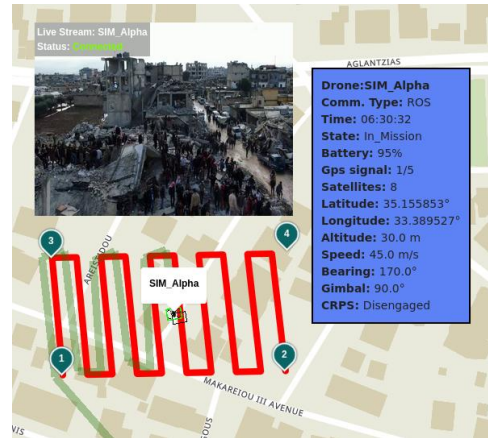 Live Stream: SIM_Alpha
Status: Connected
AGLANTZIAS
Drone:SIM_Alpha
Comm. Type: ROS
Time: 06:30:32
State: In_Mission
Battery: 95%
Gps signal: 1/5
Satellites: 8
Latitude: 35.155853°
Longitude: 33.389527°
Altitude: 30.0 m
Speed: 45.0 m/s
Bearing: 170.0°
Gimbal: 90.0°
CRPS: Disengaged
3
4
SIM_Alpha
1
2
MAKAREIOU III AVENUE